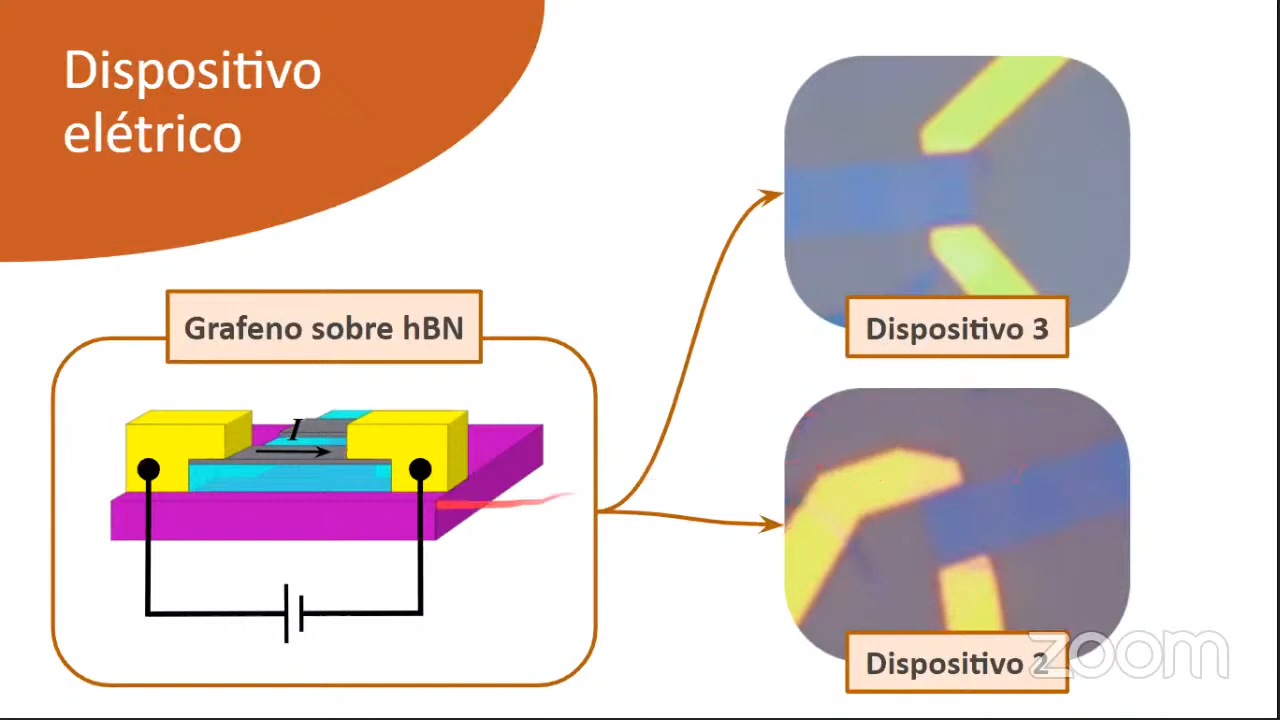 Dispositivo
elétrico
Grafeno sobre hBN
I
Dispositivo 3
Dispositivo 2
zoom